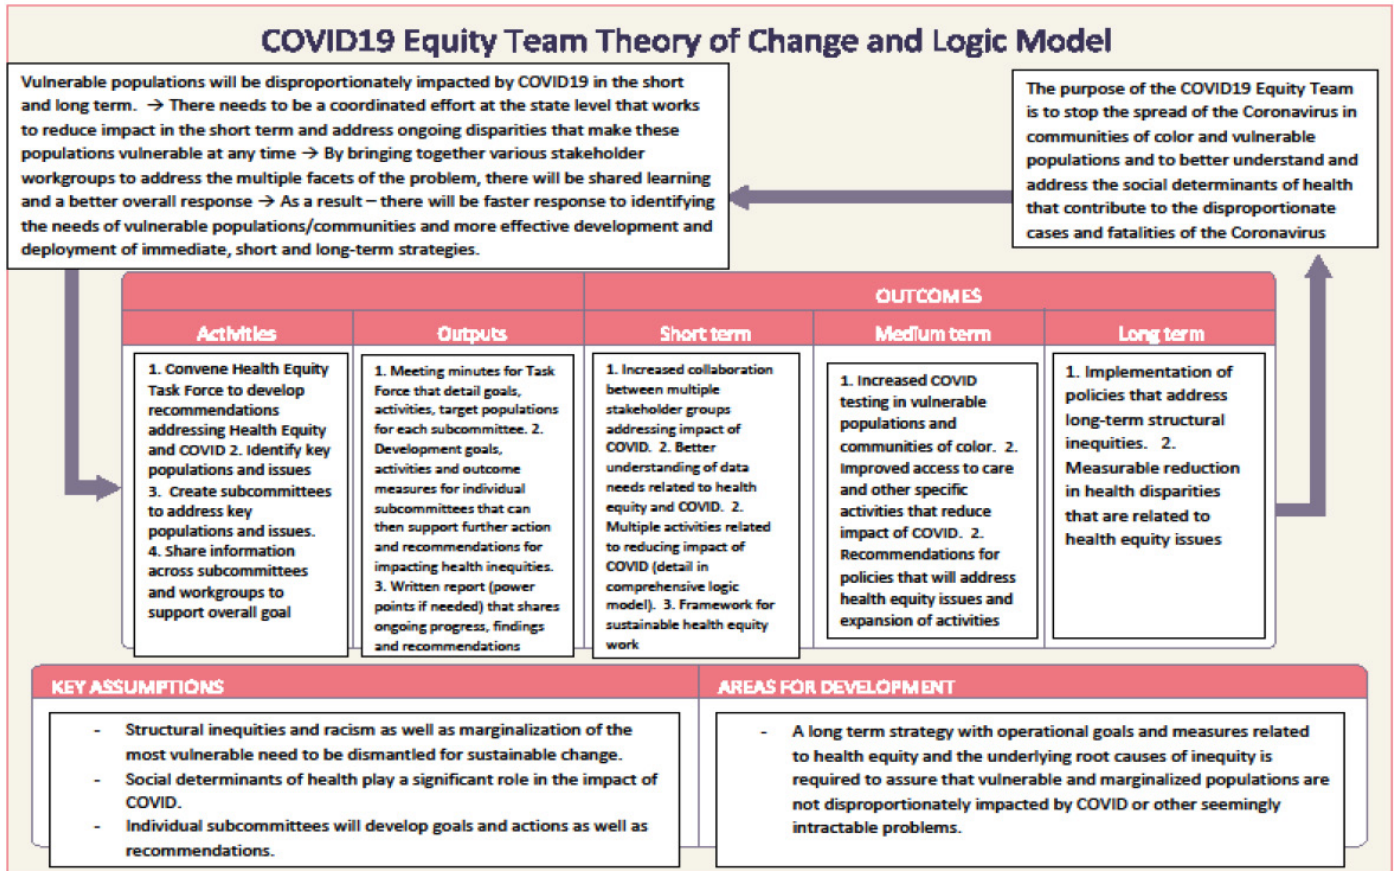 COVID19 Equity Team Theory of Change and Logic Model
Vulnerable populations will be disproportionately impacted by COVID19 in the short
and long term. → There needs to be a coordinated effort at the state level that works
to reduce impact in the short term and address ongoing disparities that make these
populations vulnerable at any time → By bringing together various stakeholder
workgroups to address the multiple facets of the problem, there will be shared learning
and a better overall response → As a result – there will be faster response to identifying
the needs of vulnerable populations/communities and more effective development and
deployment of immediate, short and long-term strategies.
The purpose of the COVID19 Equity Team
is to stop the spread of the Coronavirus in
communities of color and vulnerable
populations and to better understand and
address the social determinants of health
that contribute to the disproportionate
cases and fatalities of the Coronavirus
OUTCOMES
Activities
Outputs
Short term
Medium term
Long term
1. Convene Health Equity
Task Force to develop
recommendations
addressing Health Equity
and COVID 2. Identify key
populations and issues
3. Create subcommittees
to address key
populations and issues.
4. Share information
across subcommittees
and workgroups to
support overall goal
1. Meeting minutes for Task
Force that detail goals,
activities, target populations
for each subcommittee. 2.
Development goals,
activities and outcome
measures for individual
subcommittees that can
then support further action
and recommendations for
impacting health inequities.
3. Written report (power
points if needed) that shares
ongoing progress, findings
and recommendations
1. Increased collaboration
between multiple
stakeholder groups
addressing impact of
COVID. 2. Better
understanding of data
needs related to health
equity and COVID. 2.
Multiple activities related
to reducing impact of
COVID (detail in
comprehensive logic
model). 3. Framework for
sustainable health equity
work
1. Increased COVID
testing in vulnerable
populations and
communities of color. 2.
Improved access to care
and other specific
activities that reduce
impact of COVID. 2.
Recommendations for
policies that will address
health equity issues and
expansion of activities
1. Implementation of
policies that address
long-term structural
inequities. 2.
Measurable reduction
in health disparities
that are related to
health equity issues
KEY ASSUMPTIONS
- Structural inequities and racism as well as marginalization of the
most vulnerable need to be dismantled for sustainable change.
- Social determinants of health play a significant role in the impact of
COVID.
- Individual subcommittees will develop goals and actions as well as
recommendations.
AREAS FOR DEVELOPMENT
- A long term strategy with operational goals and measures related
to health equity and the underlying root causes of inequity is
required to assure that vulnerable and marginalized populations are
not disproportionately impacted by COVID or other seemingly
intractable problems.